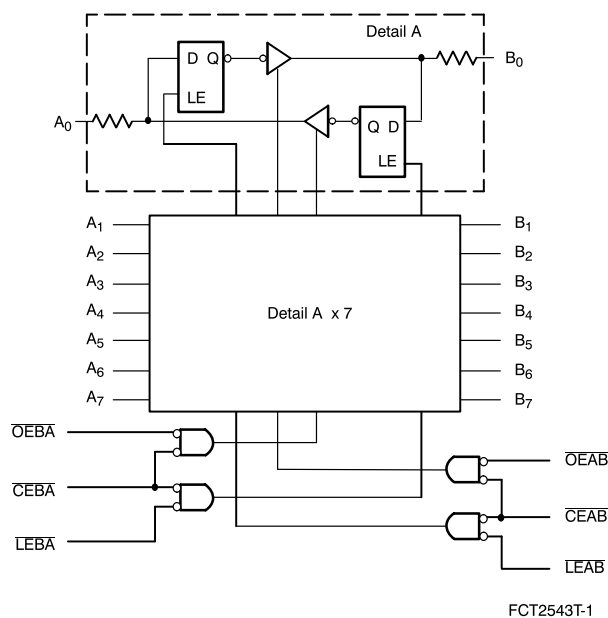 Detail A
D Q
LE
B0
A0
Q D
LE
A1
B1
A2
B2
A3
B3
A4
Detail A x 7
B4
A5
B5
A6
B6
A7
B7
OEBA
OEAB
CEBA
CEAB
LEBA
LEAB
FCT2543T-1